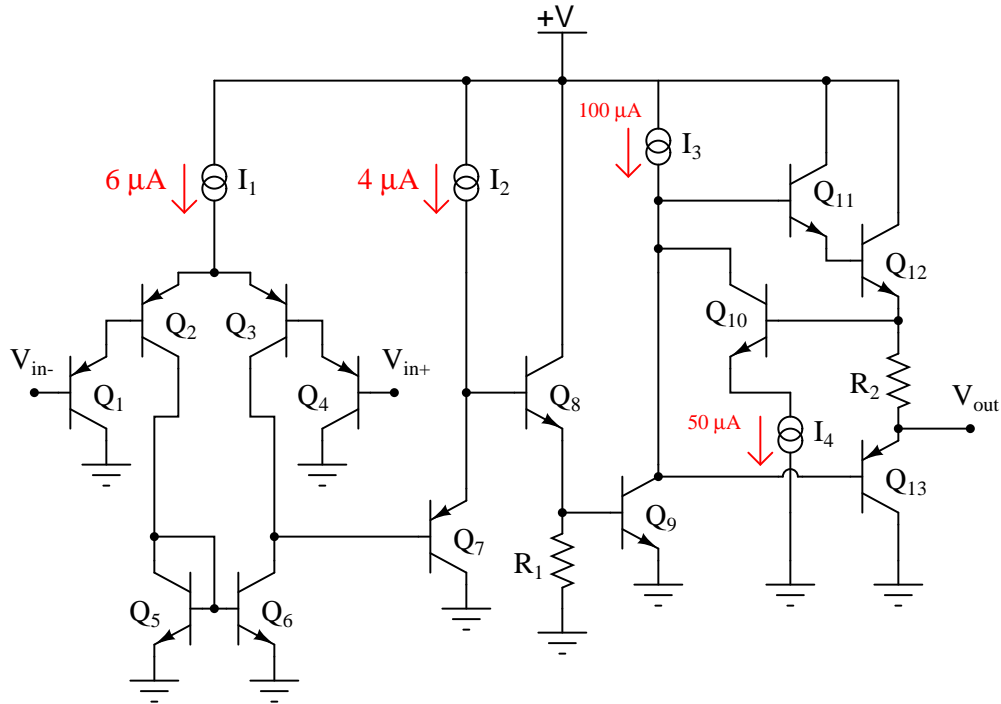 +V
100 µA
I3
6 µA
I1
4 µA
I2
Q11
Q12
Q2
Q3
Q10
Vin-
Vin+
Q1
Q4
Q8
R2
Vout
50 µA
I4
Q13
Q9
Q7
R1
Q5
Q6